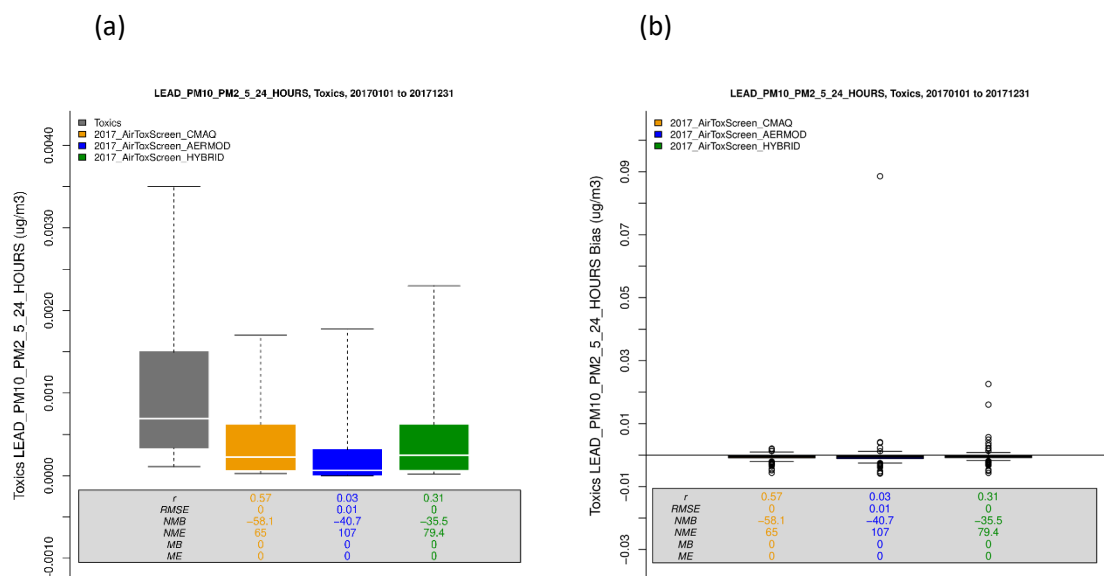 (a)
LEAD_PM10_PM2_5_24_HOURS, Toxics, 20170101 to 20171231
Toxics
2017_AirToxScreen_CMAQ
2017_AirToxScreen_AERMOD
2017_AirToxScreen_HYBRID
Toxics LEAD_PM10_PM2_5_24_HOURS (ug/m3)
0.0040
0.0030
0.0020
0.0010
0.0000
-0.0010
r 0.57 0.03 0.31
RMSE 0 0.01 0
NMB -58.1 -40.7 -35.5
NME 65 107 79.4
MB 0 0 0
ME 0 0 0
(b)
LEAD_PM10_PM2_5_24_HOURS, Toxics, 20170101 to 20171231
2017_AirToxScreen_CMAQ
2017_AirToxScreen_AERMOD
2017_AirToxScreen_HYBRID
Toxics LEAD_PM10_PM2_5_24_HOURS Bias (ug/m3)
0.09
0.07
0.05
0.03
0.01
-0.01
-0.03
r 0.57 0.03 0.31
RMSE 0 0.01 0
NMB -58.1 -40.7 -35.5
NME 65 107 79.4
MB 0 0 0
ME 0 0 0